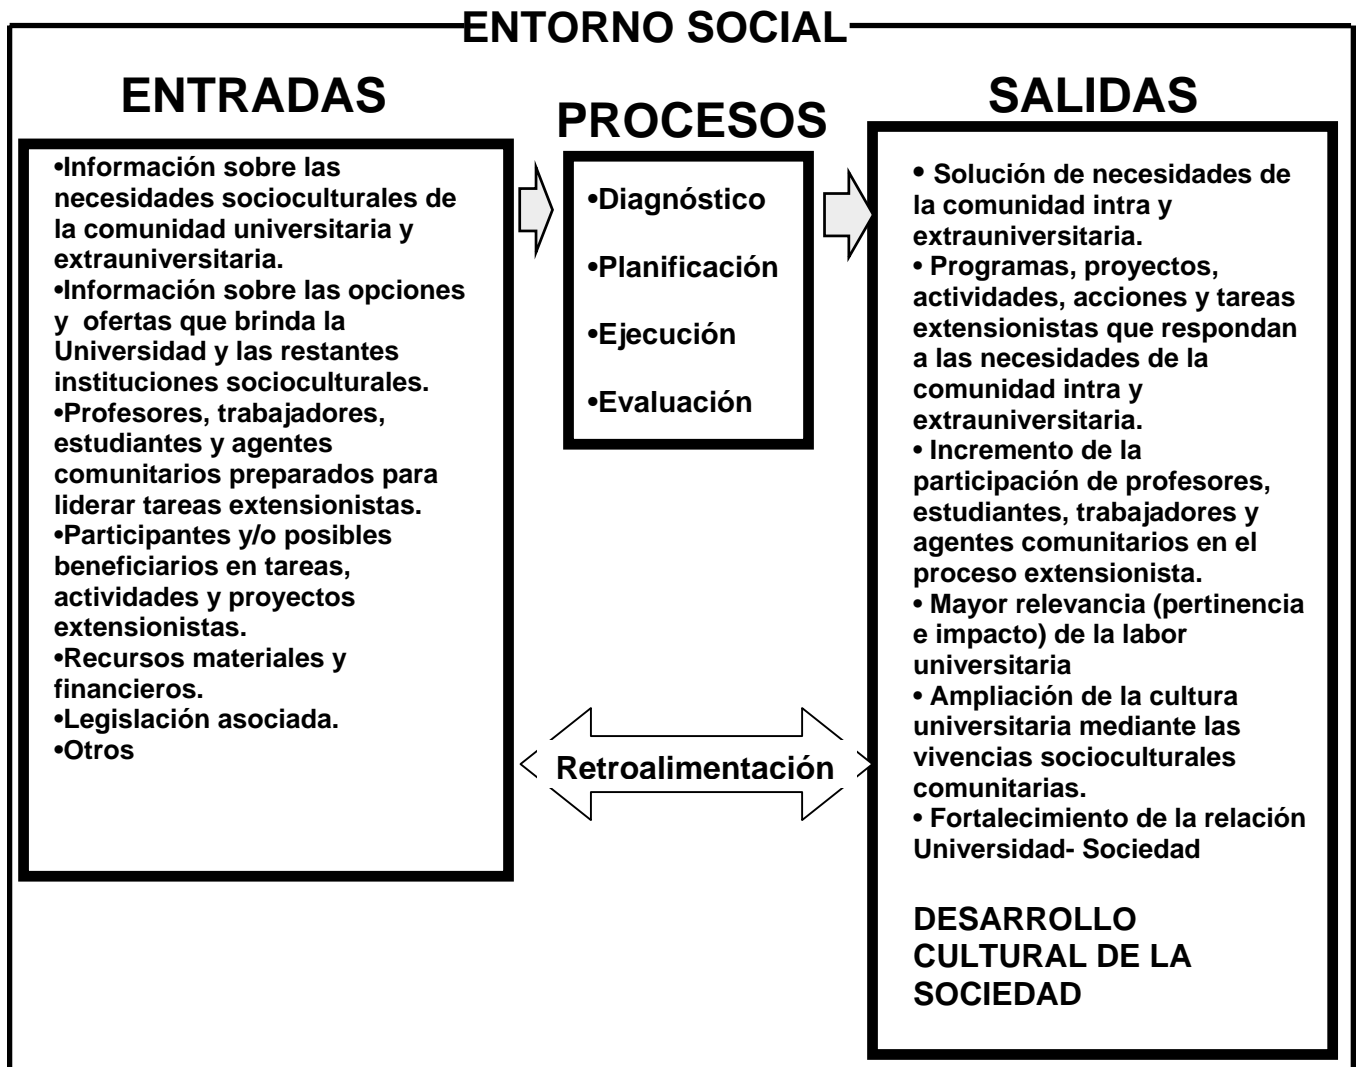 ENTORNO SOCIAL
ENTRADAS
•Información sobre las
necesidades socioculturales de
la comunidad universitaria y
extrauniversitaria.
•Información sobre las opciones
y ofertas que brinda la
Universidad y las restantes
instituciones socioculturales.
•Profesores, trabajadores,
estudiantes y agentes
comunitarios preparados para
liderar tareas extensionistas.
•Participantes y/o posibles
beneficiarios en tareas,
actividades y proyectos
extensionistas.
•Recursos materiales y
financieros.
•Legislación asociada.
•Otros
PROCESOS
•Diagnóstico
•Planificación
•Ejecución
•Evaluación
Retroalimentación
SALIDAS
• Solución de necesidades de
la comunidad intra y
extrauniversitaria.
• Programas, proyectos,
actividades, acciones y tareas
extensionistas que respondan
a las necesidades de la
comunidad intra y
extrauniversitaria.
• Incremento de la
participación de profesores,
estudiantes, trabajadores y
agentes comunitarios en el
proceso extensionista.
• Mayor relevancia (pertinencia
e impacto) de la labor
universitaria
• Ampliación de la cultura
universitaria mediante las
vivencias socioculturales
comunitarias.
• Fortalecimiento de la relación
Universidad- Sociedad
DESARROLLO
CULTURAL DE LA
SOCIEDAD